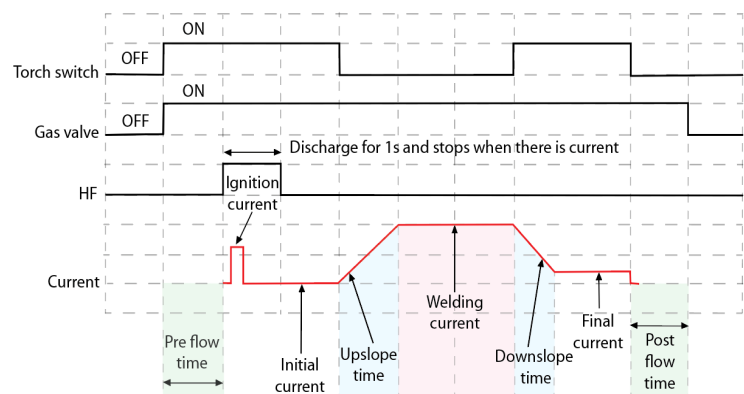 ON
OFF
Torch switch
ON
OFF
Gas valve
Discharge for 1s and stops when there is current
HF
Ignition
current
Current
Welding
current
Final
current
Pre flow
time
Initial
current
Upslope
time
Downslope
time
Post
flow
time